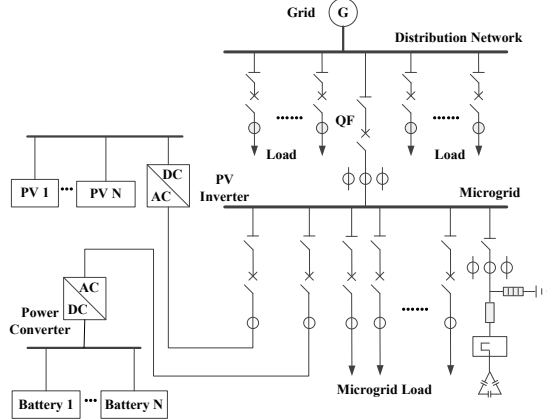 Grid
G
Distribution Network
......
QF
......
Load
Load
DC
AC
PV 1
...
PV N
PV
Inverter
Microgrid
AC
DC
Power
Converter
......
Battery 1
...
Battery N
Microgrid Load